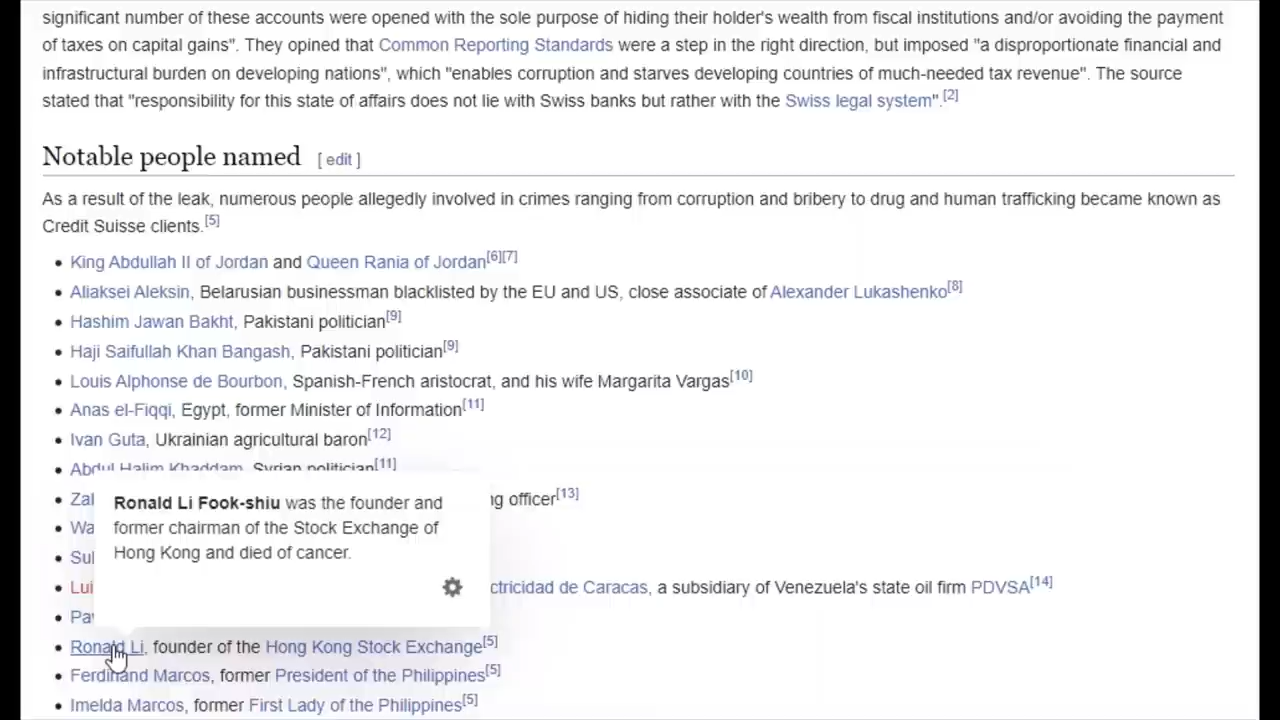 significant number of these accounts were opened with the sole purpose of hiding their holder's wealth from fiscal institutions and/or avoiding the payment
of taxes on capital gains". They opined that Common Reporting Standards were a step in the right direction, but imposed "a disproportionate financial and
infrastructural burden on developing nations", which "enables corruption and starves developing countries of much-needed tax revenue". The source
stated that "responsibility for this state of affairs does not lie with Swiss banks but rather with the Swiss legal system".[2]
Notable people named [ edit ]
As a result of the leak, numerous people allegedly involved in crimes ranging from corruption and bribery to drug and human trafficking became known as
Credit Suisse clients.[5]
• King Abdullah II of Jordan and Queen Rania of Jordan[6][7]
• Aliaksei Aleksin, Belarusian businessman blacklisted by the EU and US, close associate of Alexander Lukashenko[8]
• Hashim Jawan Bakht, Pakistani politician[9]
• Haji Saifullah Khan Bangash, Pakistani politician[9]
• Louis Alphonse de Bourbon, Spanish-French aristocrat, and his wife Margarita Vargas[10]
• Anas el-Fiqqi, Egypt, former Minister of Information[11]
• Ivan Guta, Ukrainian agricultural baron[12]
• Abdul Halim Khaddam, Syrian politician[11]
• Zal ng officer[13]
• Wa
• Sul
• Lui ctricidad de Caracas, a subsidiary of Venezuela's state oil firm PDVSA[14]
• Pav
Ronald Li Fook-shiu was the founder and
former chairman of the Stock Exchange of
Hong Kong and died of cancer.
• Ronald Li, founder of the Hong Kong Stock Exchange[5]
• Ferdinand Marcos, former President of the Philippines[5]
• Imelda Marcos, former First Lady of the Philippines[5]